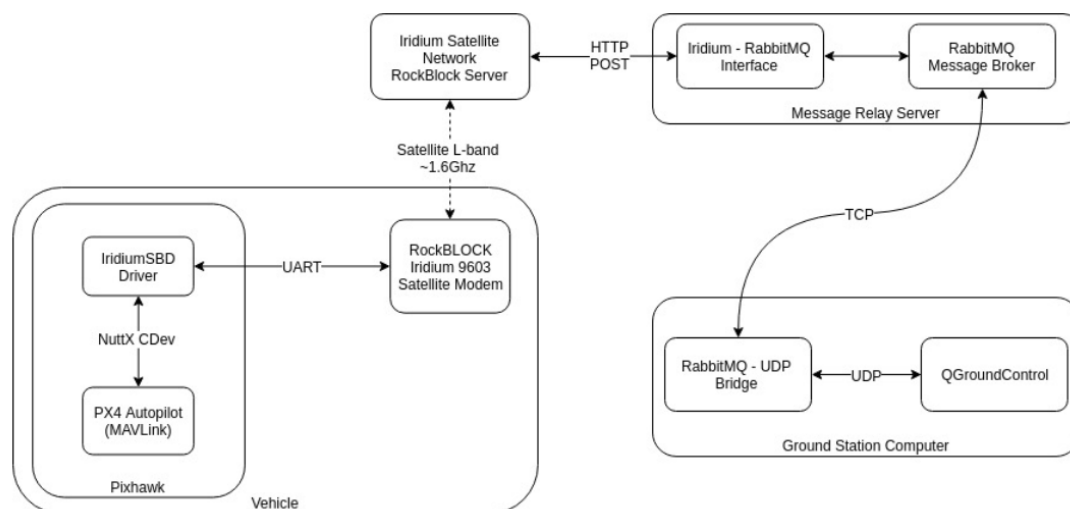 Iridium Satellite
Network
RockBlock Server
HTTP
POST
Iridium - RabbitMQ
Interface
RabbitMQ
Message Broker
Message Relay Server
Satellite L-band
~1.6Ghz
TCP
IridiumSBD
Driver
UART
RockBLOCK
Iridium 9603
Satellite Modem
NuttX CDev
PX4 Autopilot
(MAVLink)
Pixhawk
Vehicle
RabbitMQ - UDP
Bridge
UDP
QGroundControl
Ground Station Computer